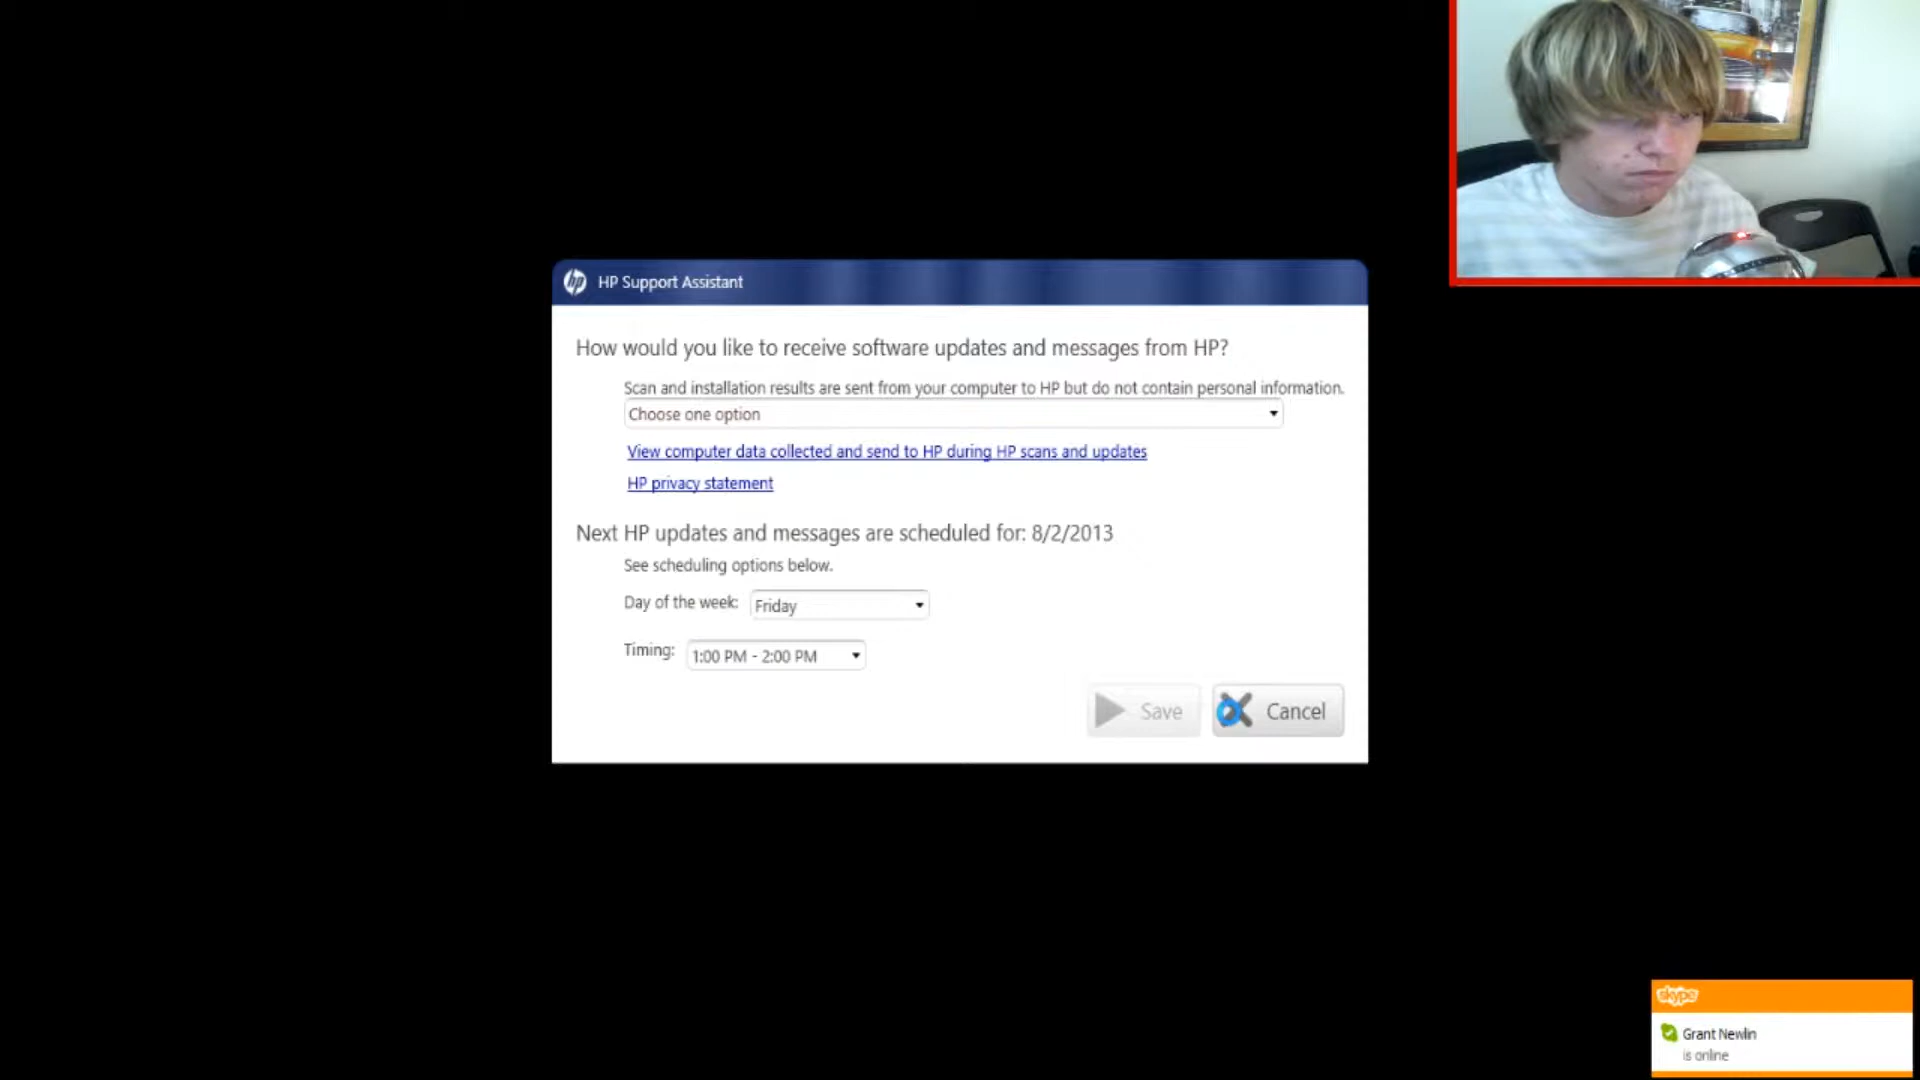 hp HP Support Assistant
How would you like to receive software updates and messages from HP?
Scan and installation results are sent from your computer to HP but do not contain personal information.
Choose one option
View computer data collected and send to HP during HP scans and updates
HP privacy statement
Next HP updates and messages are scheduled for: 8/2/2013
See scheduling options below.
Day of the week: Friday
Timing: 1:00 PM - 2:00 PM
Save Cancel
skype
Grant Newlin
is online